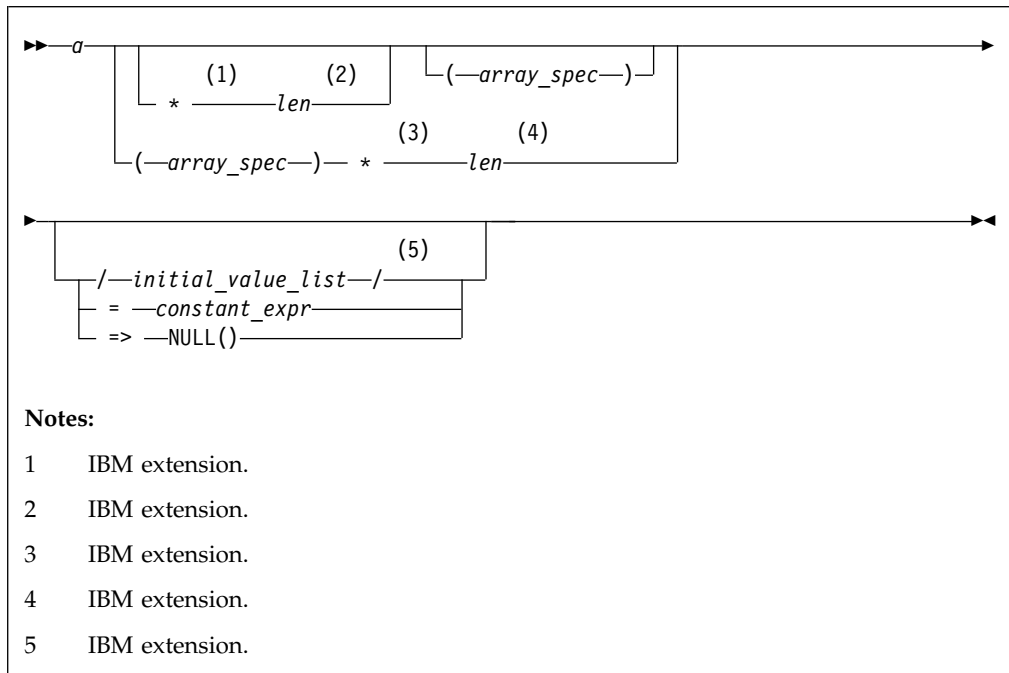 ►►─a
(1) (2) (─array_spec─)
* len
(3) (4)
(─array_spec─)─ * len
(5)
/─initial_value_list─/
= ─constant_expr
=> ─NULL()
Notes:
1 IBM extension.
2 IBM extension.
3 IBM extension.
4 IBM extension.
5 IBM extension.